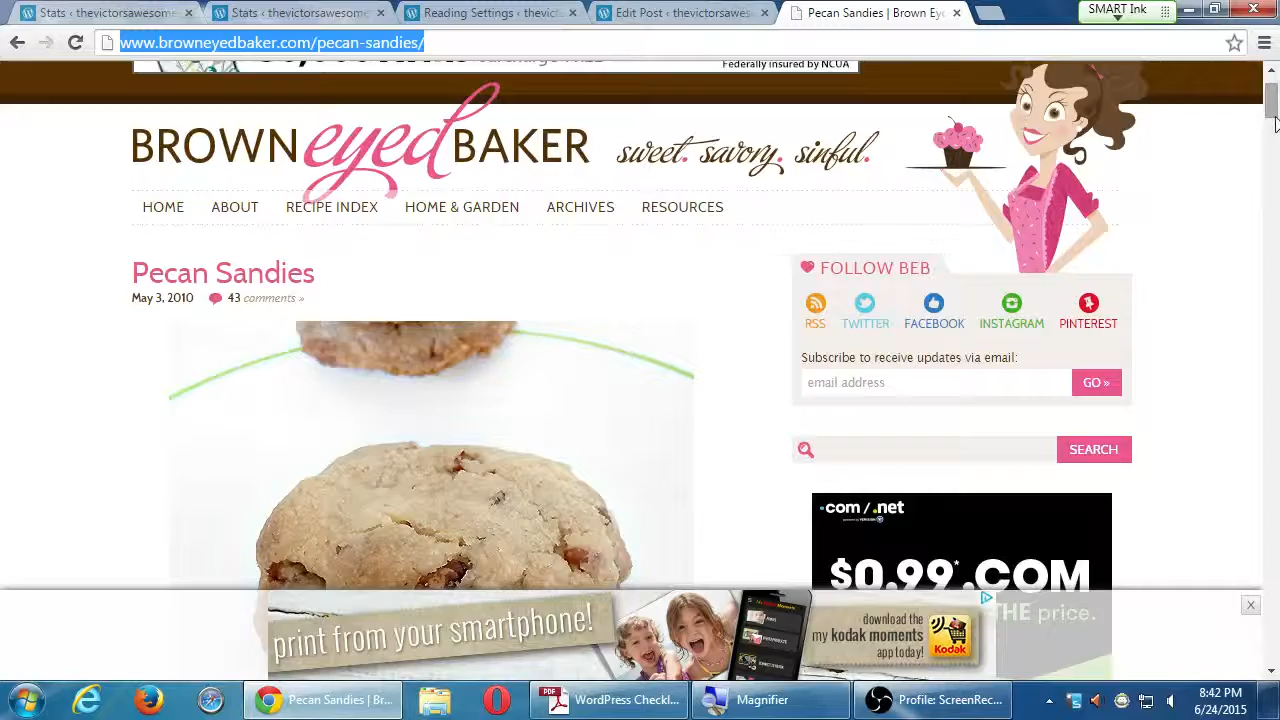 Stats ‹ thevictorsawesome
Stats ‹ thevictorsawesome
Reading Settings ‹ thevict
Edit Post ‹ thevictorsawes
Pecan Sandies | Brown Ey
SMART Ink
www.browneyedbaker.com/pecan-sandies/
Federally insured by NCUA
BROWN eyed BAKER sweet. savory. sinful.
HOME ABOUT RECIPE INDEX HOME & GARDEN ARCHIVES RESOURCES
Pecan Sandies
May 3, 2010 43 comments »
FOLLOW BEB
RSS TWITTER FACEBOOK INSTAGRAM PINTEREST
Subscribe to receive updates via email:
email address GO »
SEARCH
.com / .net
$0.99* .COM
THE price.
print from your smartphone!
download the
my kodak moments
app today!
Kodak
Pecan Sandies | Br...
WordPress Checkl...
Magnifier
Profile: ScreenRec...
8:42 PM
6/24/2015